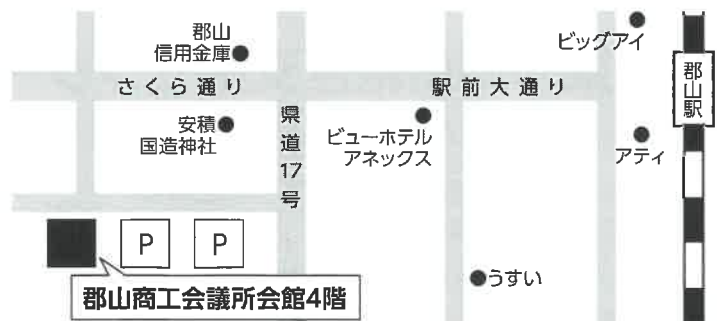 郡山
信用金庫
ビッグアイ
さくら通り
駅前大通り
郡山駅
安積
国造神社
県道17号
ビューホテル
アネックス
アティ
P
P
うすい
郡山商工会議所会館4階